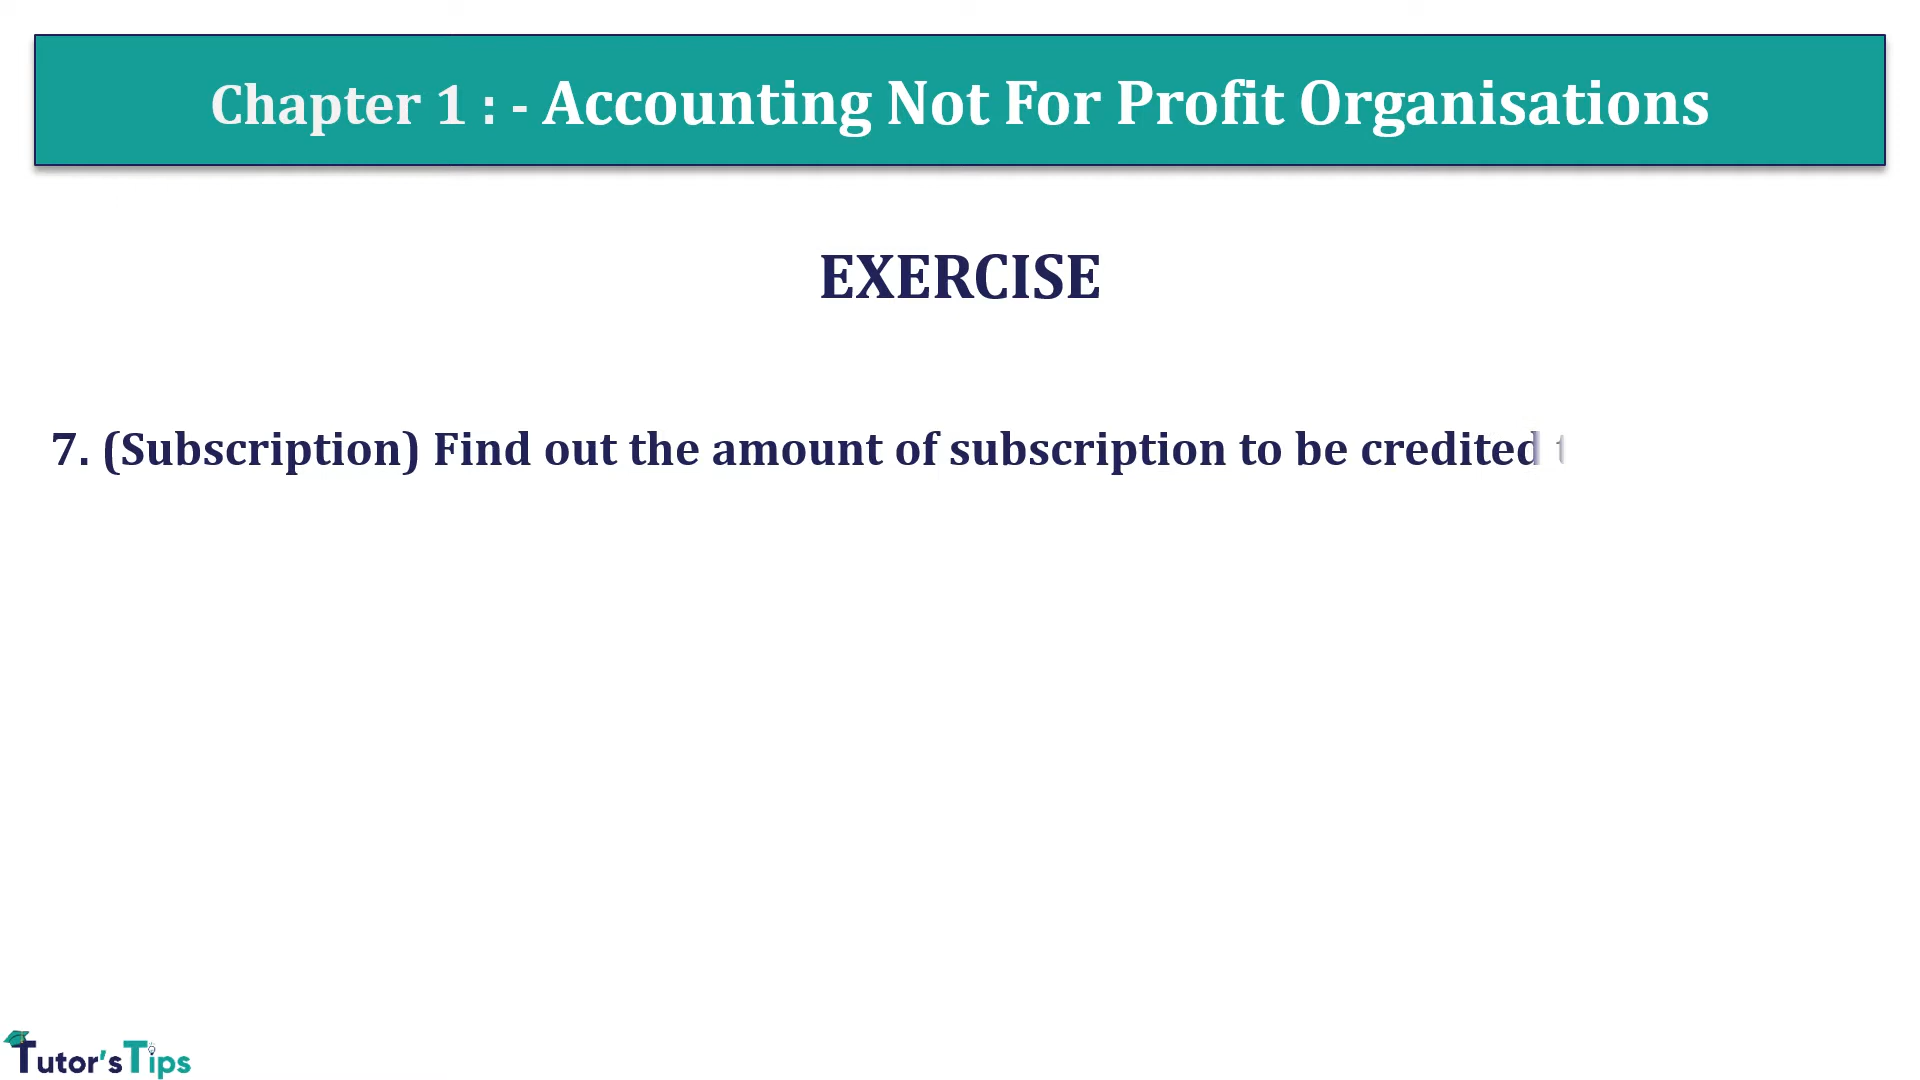 Chapter 1 : - Accounting Not For Profit Organisations
EXERCISE
7. (Subscription) Find out the amount of subscription to be credited
Tutor'sTips